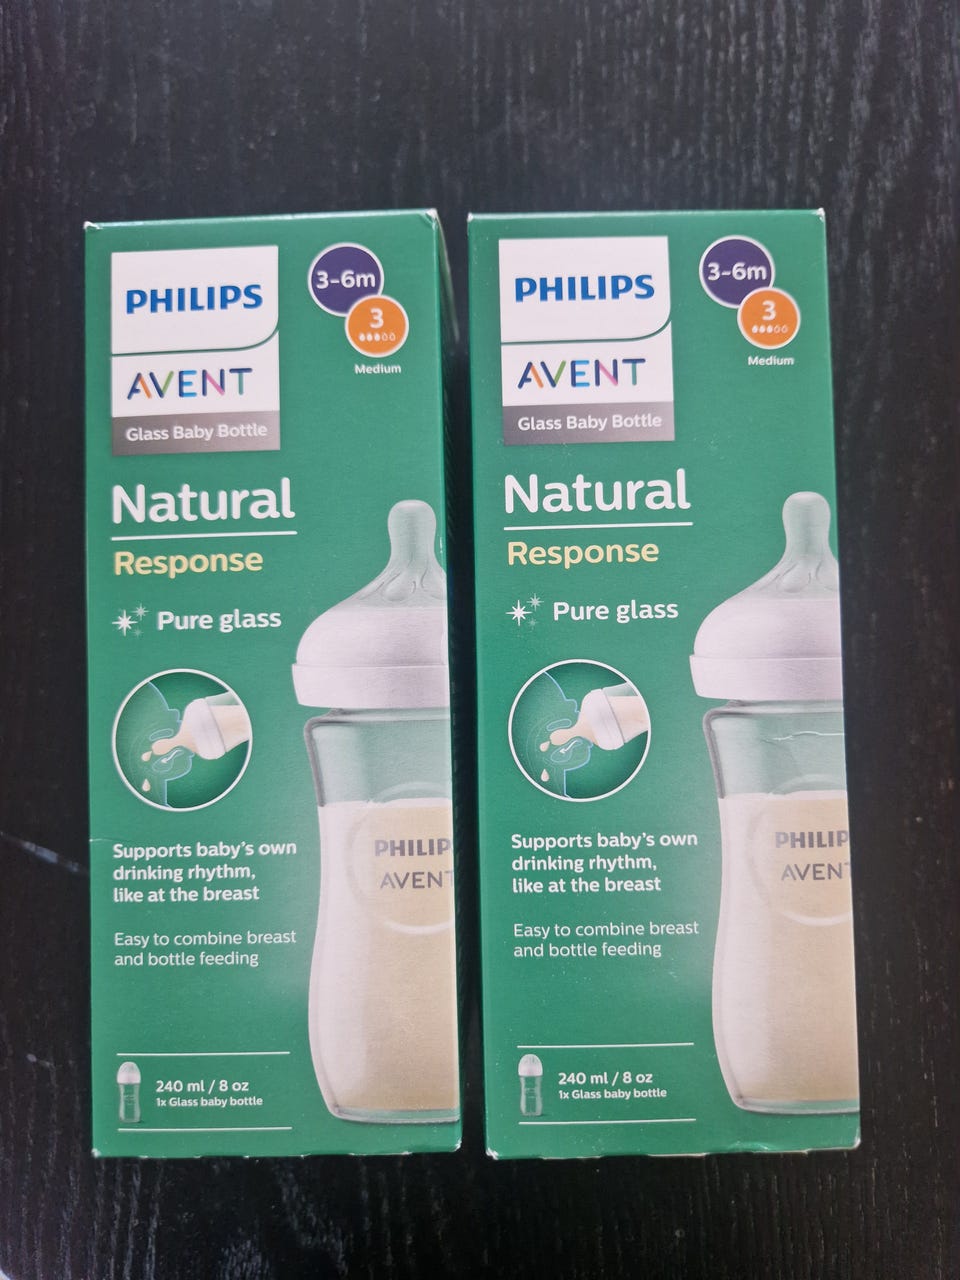 PHILIPS
AVENT
Glass Baby Bottle
3-6m
3
Medium
Natural
Response
Pure glass
Supports baby's own
drinking rhythm,
like at the breast
Easy to combine breast
and bottle feeding
240 ml / 8 oz
1x Glass baby bottle
PHILIP
AVENT
PHILIPS
AVENT
Glass Baby Bottle
3-6m
3
Medium
Natural
Response
Pure glass
Supports baby's own
drinking rhythm,
like at the breast
Easy to combine breast
and bottle feeding
240 ml / 8 oz
1x Glass baby bottle
PHILIP
AVENT